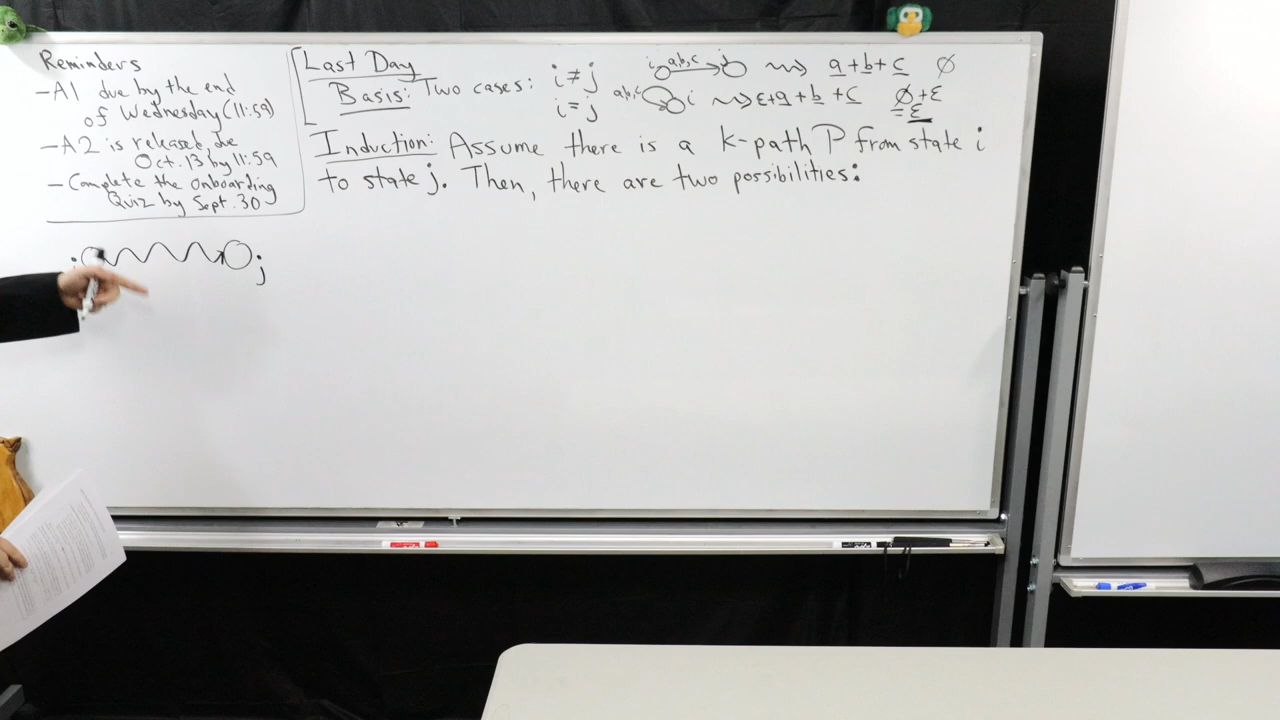 Reminders
-A1 due by the end
of Wednesday (11:59)
-A2 is released, due
Oct. 13 by 11:59
-Complete the Onboarding
Quiz by Sept. 30
Last Day
Basis: Two cases: i ≠ j
i a,b,c j ⇝ a+b+c ∅
i = j
a,b,c i ⇝ ε+a+b+c ∅+ε
=ε
Induction: Assume there is a k-path P from state i
to state j. Then, there are two possibilities:
i j